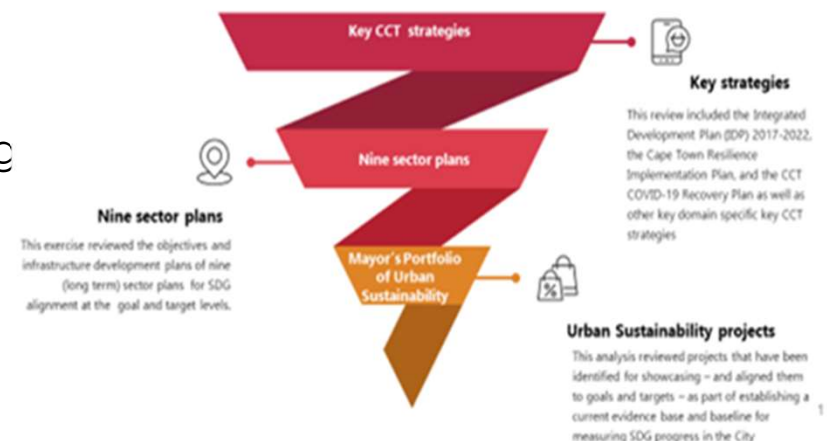 Key CCT strategies
Key strategies
This review included the Integrated
Development Plan (IDP) 2017-2022,
the Cape Town Resilience
Implementation Plan, and the CCT
COVID-19 Recovery Plan as well as
other key domain specific key CCT
strategies
g
Nine sector plans
Nine sector plans
This exercise reviewed the objectives and
infrastructure development plans of nine
(long term) sector plans for SDG
alignment at the goal and target levels.
Mayor's Portfolio
of Urban
Sustainability
%
Urban Sustainability projects
This analysis reviewed projects that have been
identified for showcasing – and aligned them
to goals and targets – as part of establishing a
current evidence base and baseline for
measuring SDG progress in the City
1